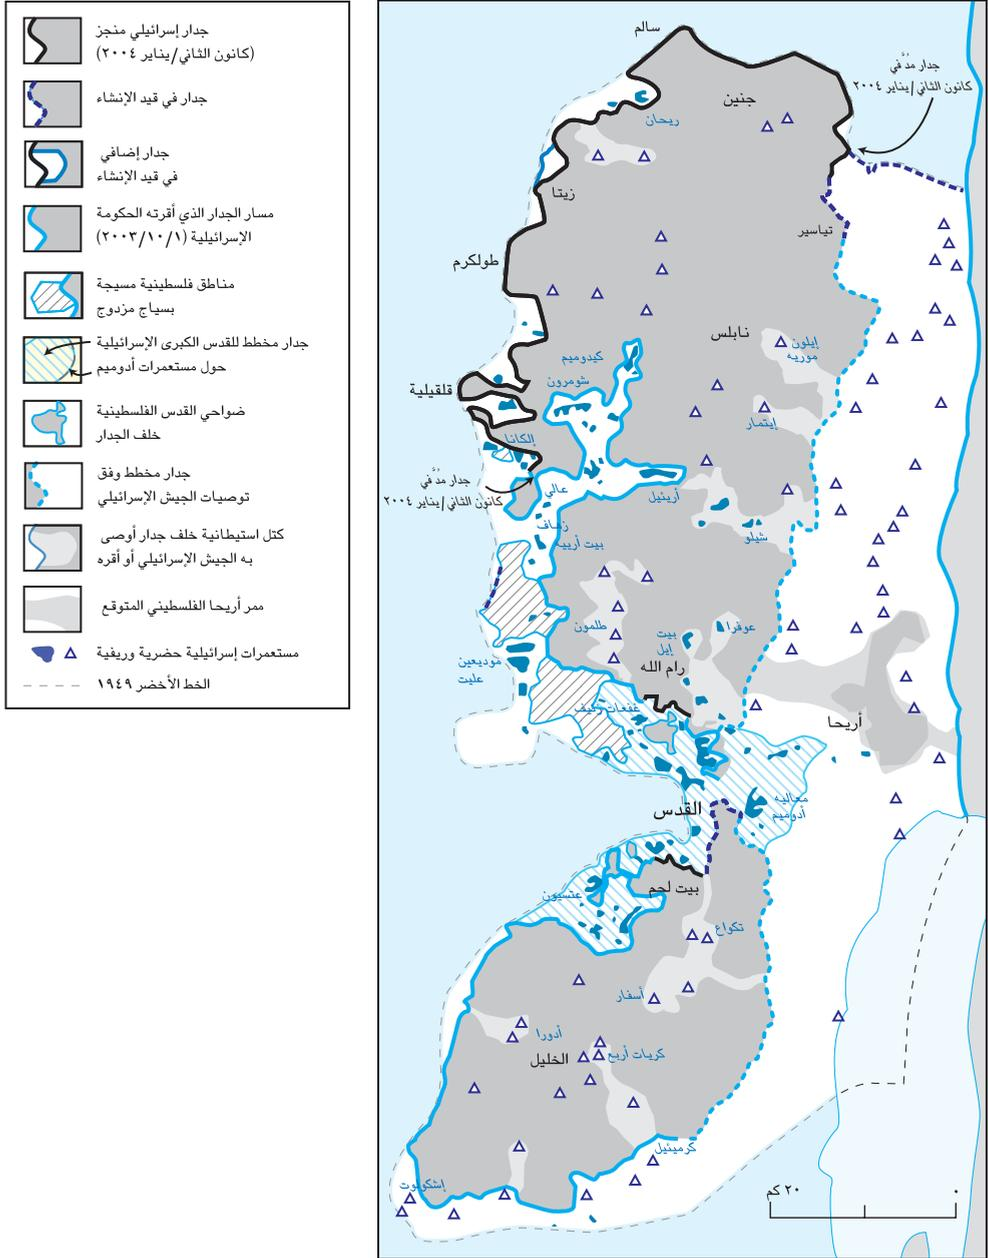 جدار إسرائيلي منجز
(كانون الثاني/يناير ٢٠٠٤)
جدار في قيد الإنشاء
جدار إضافي
في قيد الإنشاء
مسار الجدار الذي أقرته الحكومة
الإسرائيلية (٢٠٠٣/١٠/١)
مناطق فلسطينية مسيجة
بسياج مزدوج
جدار مخطط للقدس الكبرى الإسرائيلية
حول مستعمرات أدوميم
ضواحي القدس الفلسطينية
خلف الجدار
جدار مخطط وفق
توصيات الجيش الإسرائيلي
كتل استيطانية خلف جدار أوصى
به الجيش الإسرائيلي أو أقره
ممر أريحا الفلسطيني المتوقع
مستعمرات إسرائيلية حضرية وريفية
الخط الأخضر ١٩٤٩
سالم
جدار مُدَّ في
كانون الثاني/يناير ٢٠٠٤
جنين
ريحان
زيتا
تياسير
طولكرم
نابلس
إيلون
موريه
كيدوميم
شومرون
قلقيلية
إيتمار
إلكانا
جدار مُدَّ في
كانون الثاني/يناير ٢٠٠٤
عالي
زهاف
أريئيل
شيلو
بيت أرييه
طلمون
عوفرا
بيت
إيل
رام الله
موديعين
عليت
غفعات زئيف
أريحا
القدس
معاليه
أدوميم
بيت لحم
عتسيون
تكواع
أسفار
أدورا
الخليل
كريات أربع
كرميئيل
إشكولوت
٢٠ كم
٠